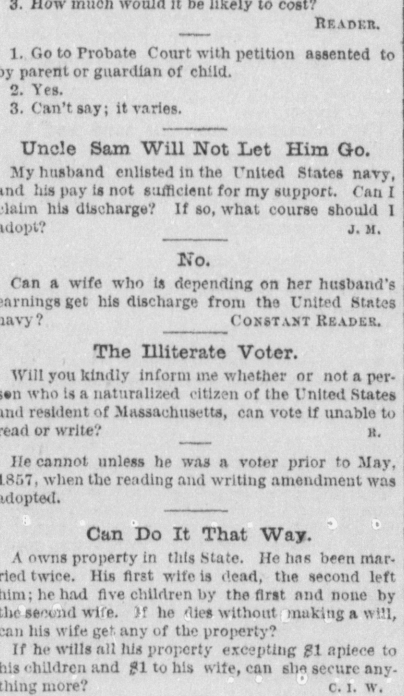 3. How much would it be likely to cost?
READER.
1. Go to Probate Court with petition assented to
by parent or guardian of child.
2. Yes.
3. Can't say; it varies.
Uncle Sam Will Not Let Him Go.
My husband enlisted in the United States navy,
and his pay is not sufficient for my support. Can I
claim his discharge? If so, what course should I
adopt? J. M.
No.
Can a wife who is depending on her husband's
earnings get his discharge from the United States
navy? CONSTANT READER.
The Illiterate Voter.
Will you kindly inform me whether or not a per-
son who is a naturalized citizen of the United States
and resident of Massachusetts, can vote if unable to
read or write? R.
He cannot unless he was a voter prior to May,
1857, when the reading and writing amendment was
adopted.
Can Do It That Way.
A owns property in this State. He has been mar-
ried twice. His first wife is dead, the second left
him; he had five children by the first and none by
the second wife. If he dies without making a will,
can his wife get any of the property?
If he wills all his property excepting $1 apiece to
his children and $1 to his wife, can she secure any-
thing more? C. I. W.